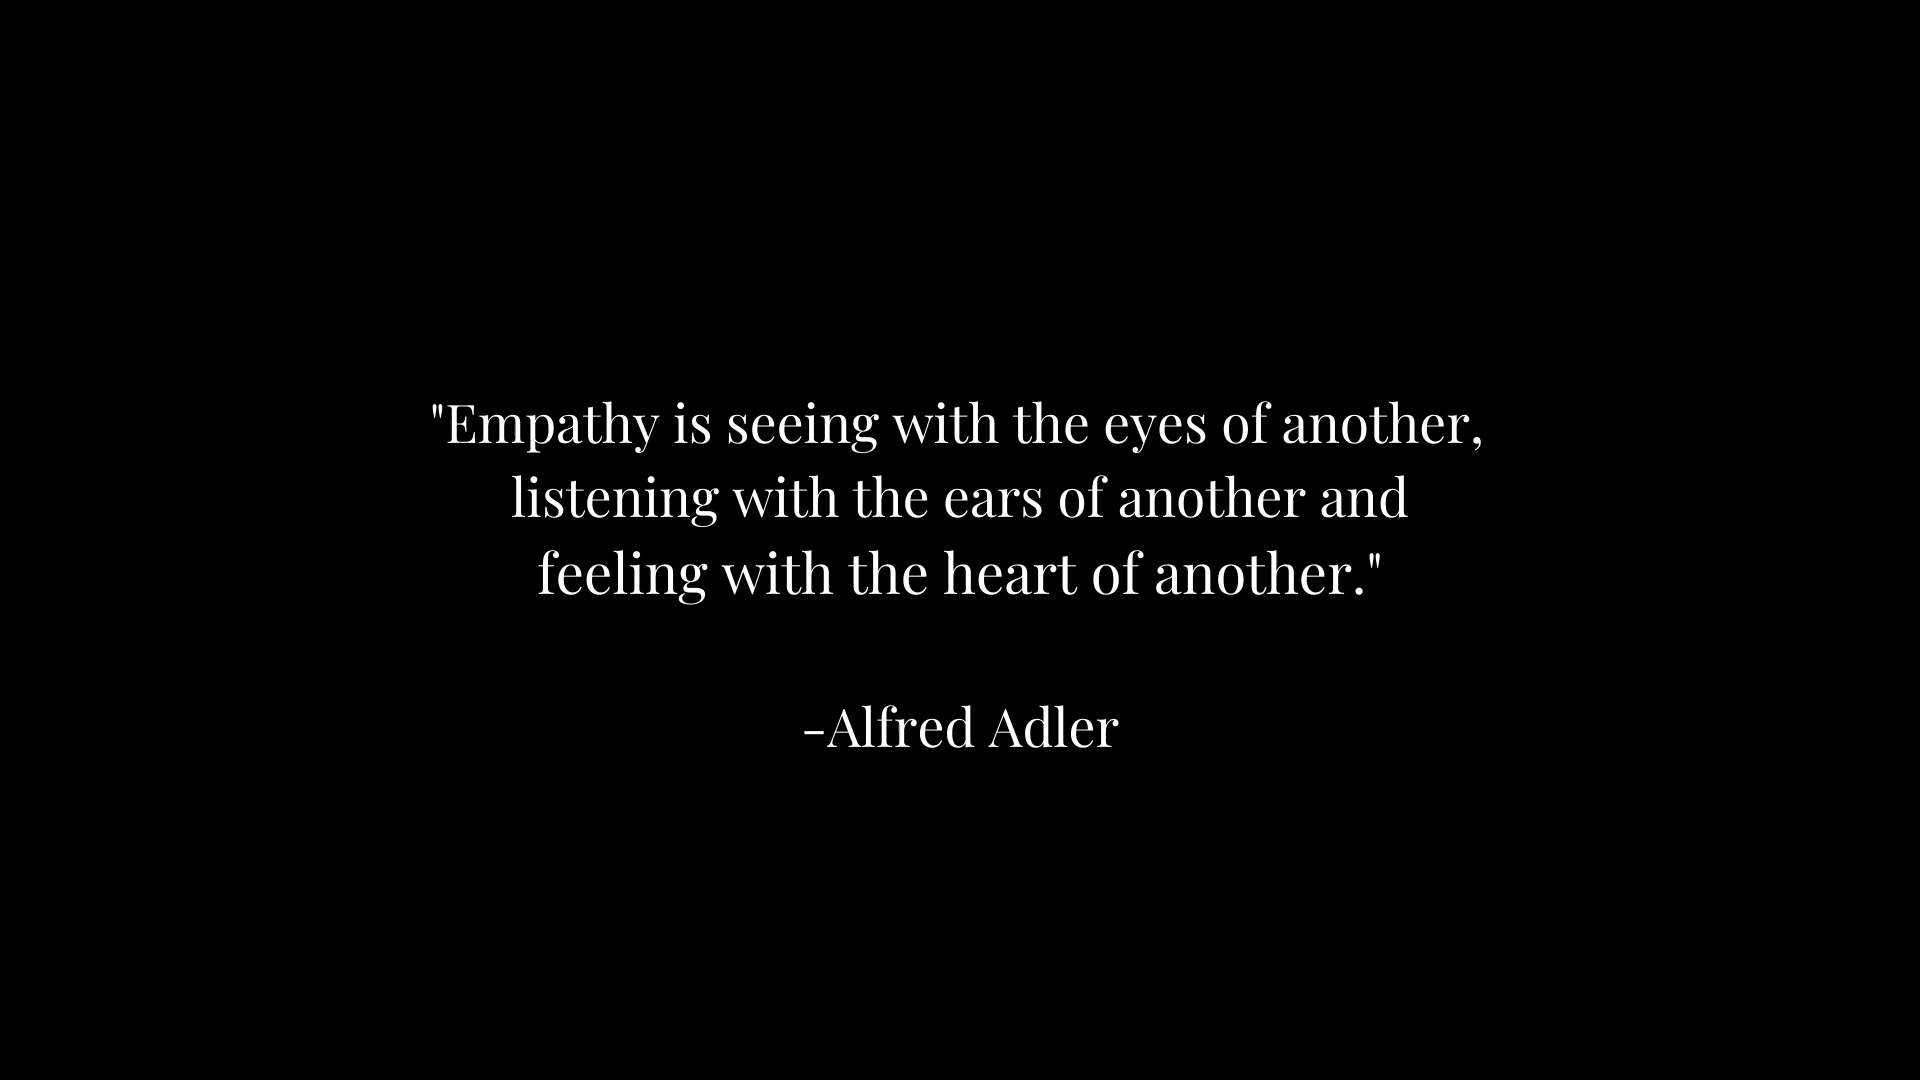 "Empathy is seeing with the eyes of another,
listening with the ears of another and
feeling with the heart of another."
-Alfred Adler